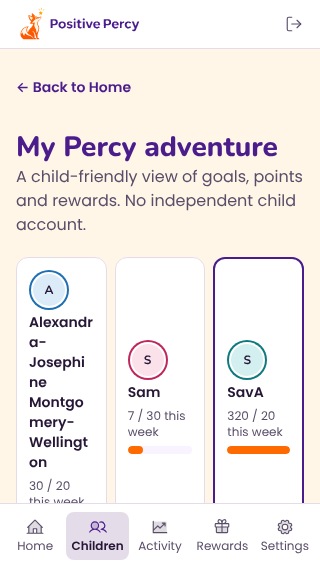 Positive Percy
← Back to Home
My Percy adventure
A child-friendly view of goals, points
and rewards. No independent child
account.
A
Alexandr
a-
Josephi
ne
Montgo
mery-
Wellingt
on
30 / 20
this week
S
Sam
7 / 30 this
week
S
SavA
320 / 20
this week
Home
Children
Activity
Rewards
Settings